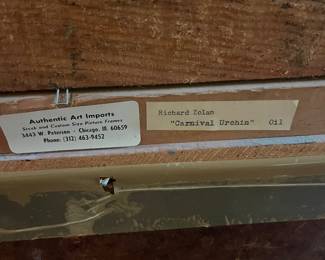 Authentic Art Imports
Stock and Custom Size Picture Frames
3443 W. Peterson - Chicago, Ill. 60659
Phone: (312) 463-9452
Richard Zolan
"Carnival Urchin" Oil